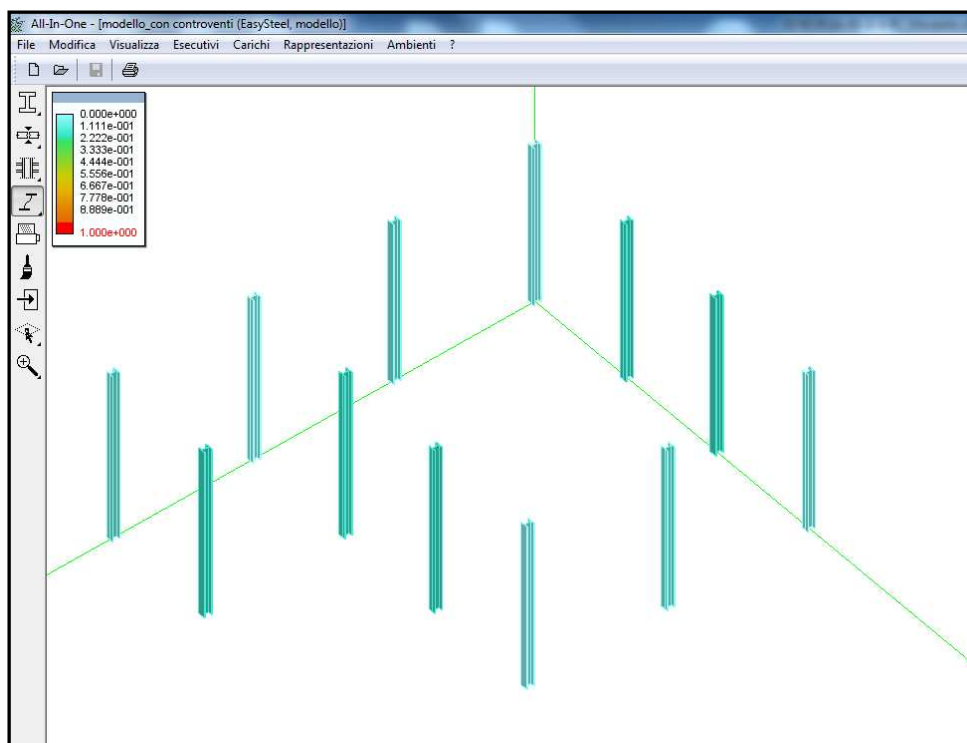 All-In-One - [modello_con controventi (EasySteel, modello)]
File Modifica Visualizza Esecutivi Carichi Rappresentazioni Ambienti ?
0.000e+000
1.111e-001
2.222e-001
3.333e-001
4.444e-001
5.556e-001
6.667e-001
7.778e-001
8.889e-001
1.000e+000